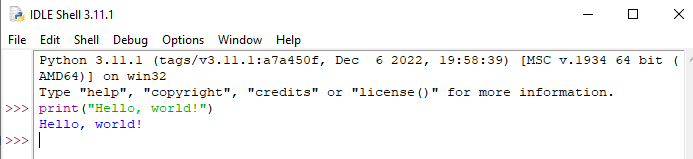 IDLE Shell 3.11.1
File Edit Shell Debug Options Window Help
Python 3.11.1 (tags/v3.11.1:a7a450f, Dec  6 2022, 19:58:39) [MSC v.1934 64 bit (
AMD64)] on win32
Type "help", "copyright", "credits" or "license()" for more information.
>>> print("Hello, world!")
Hello, world!
>>>